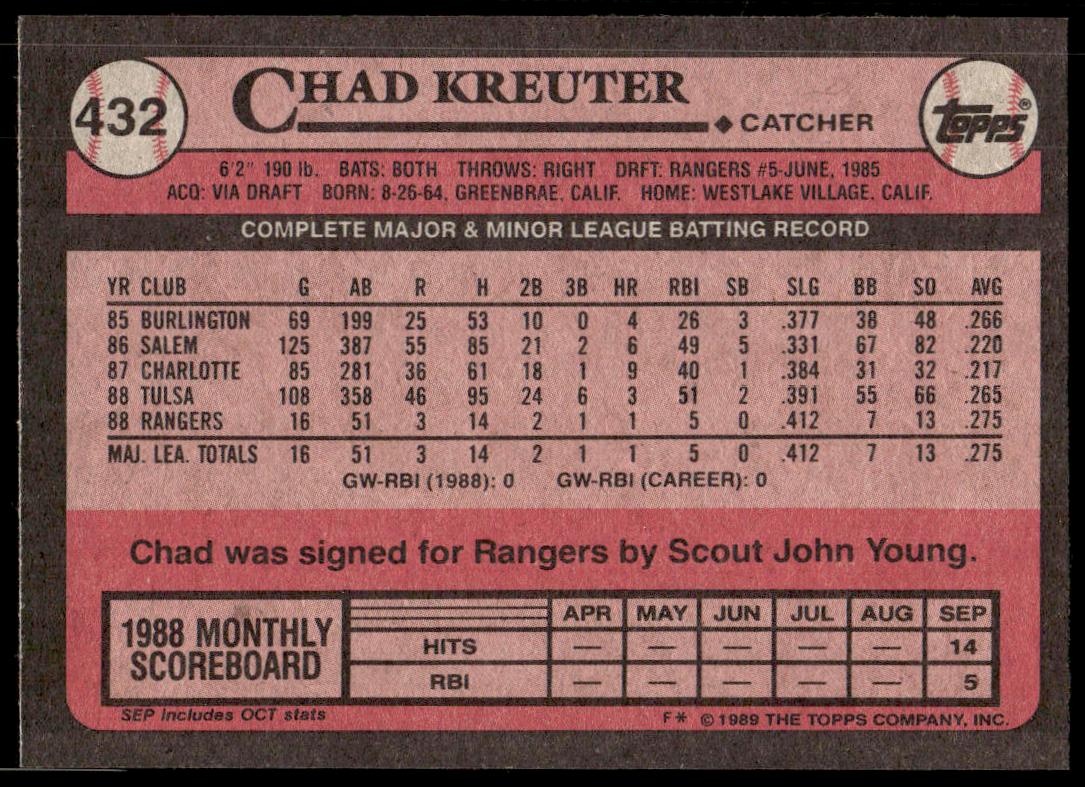 432
CHAD KREUTER
◆ CATCHER
TOPPS®
6'2" 190 lb. BATS: BOTH THROWS: RIGHT DRFT: RANGERS #5-JUNE, 1985
ACQ: VIA DRAFT BORN: 8-26-64, GREENBRAE, CALIF. HOME: WESTLAKE VILLAGE, CALIF.
COMPLETE MAJOR & MINOR LEAGUE BATTING RECORD
YR CLUB G AB R H 2B 3B HR RBI SB SLG BB SO AVG
85 BURLINGTON 69 199 25 53 10 0 4 26 3 .377 38 48 .266
86 SALEM 125 387 55 85 21 2 6 49 5 .331 67 82 .220
87 CHARLOTTE 85 281 36 61 18 1 9 40 1 .384 31 32 .217
88 TULSA 108 358 46 95 24 6 3 51 2 .391 55 66 .265
88 RANGERS 16 51 3 14 2 1 1 5 0 .412 7 13 .275
MAJ. LEA. TOTALS 16 51 3 14 2 1 1 5 0 .412 7 13 .275
GW-RBI (1988): 0 GW-RBI (CAREER): 0
Chad was signed for Rangers by Scout John Young.
1988 MONTHLY
SCOREBOARD
APR MAY JUN JUL AUG SEP
HITS — — — — — 14
RBI — — — — — 5
SEP Includes OCT stats
F* © 1989 THE TOPPS COMPANY, INC.